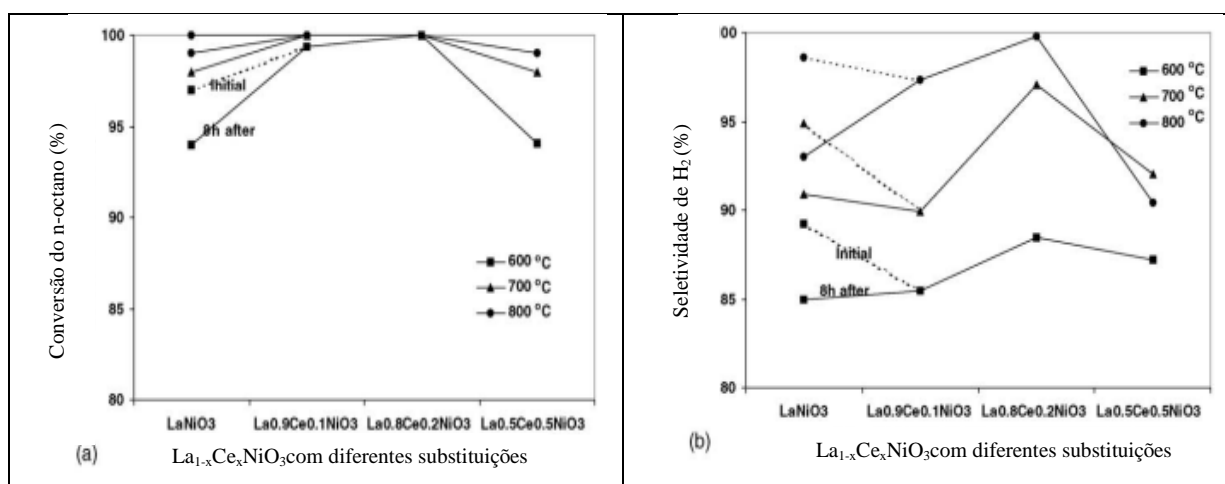 Conversão do n-octano (%)
100
95
90
85
80
Initial
8h after
600 °C
700 °C
800 °C
LaNiO3 La0.9Ce0.1NiO3 La0.8Ce0.2NiO3 La0.5Ce0.5NiO3
(a) La₁₋ₓCeₓNiO₃com diferentes substituições
Seletividade de H₂ (%)
00
95
90
85
80
600 °C
700 °C
800 °C
Initial
8h after
LaNiO3 La0.9Ce0.1NiO3 La0.8Ce0.2NiO3 La0.5Ce0.5NiO3
(b) La₁₋ₓCeₓNiO₃com diferentes substituições